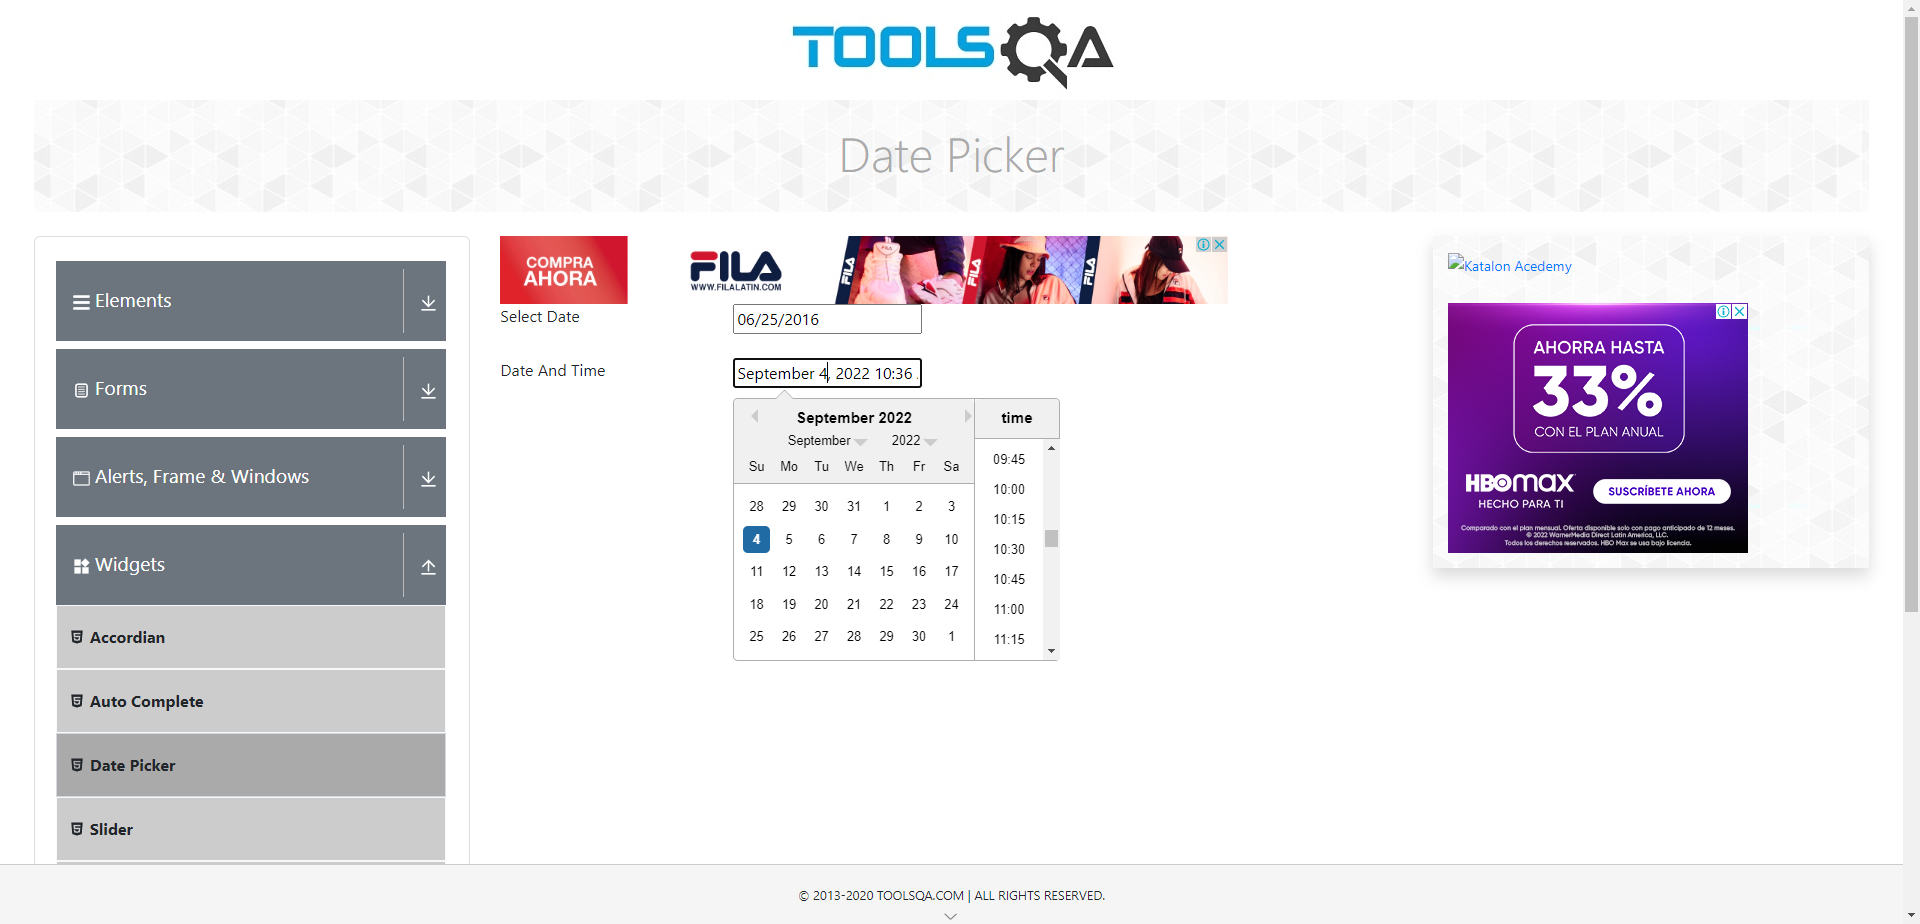 TOOLSQA
Date Picker
Elements
Forms
Alerts, Frame & Windows
Widgets
Accordian
Auto Complete
Date Picker
Slider
COMPRA
AHORA
FILA
WWW.FILALATIN.COM
FILA
FILA
FILA
Select Date
06/25/2016
Date And Time
September 4, 2022 10:36
September 2022
September
2022
Su Mo Tu We Th Fr Sa
28 29 30 31 1 2 3
4 5 6 7 8 9 10
11 12 13 14 15 16 17
18 19 20 21 22 23 24
25 26 27 28 29 30 1
time
09:45
10:00
10:15
10:30
10:45
11:00
11:15
Katalon Acedemy
AHORRA HASTA
33%
CON EL PLAN ANUAL
HBOmax
HECHO PARA TI
SUSCRÍBETE AHORA
Comparado con el plan mensual. Oferta disponible solo con pago anticipado de 12 meses.
© 2022 WarnerMedia Direct Latin America, LLC.
Todos los derechos reservados. HBO Max se usa bajo licencia.
© 2013-2020 TOOLSQA.COM | ALL RIGHTS RESERVED.